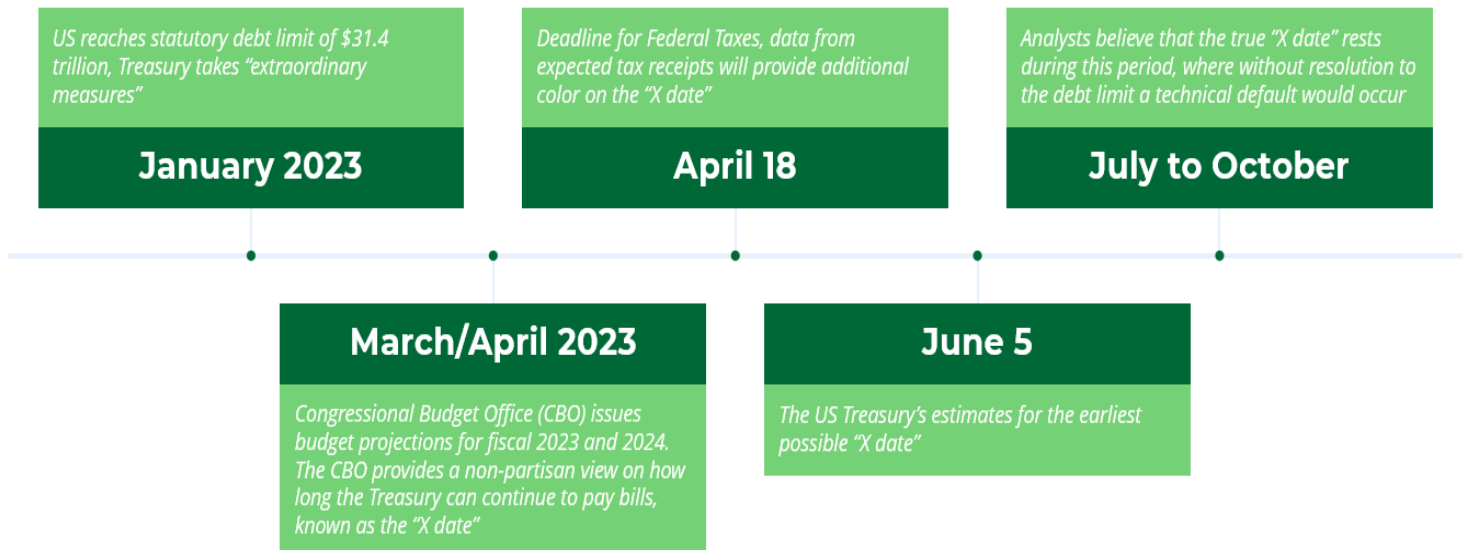 US reaches statutory debt limit of $31.4
trillion, Treasury takes “extraordinary
measures”
January 2023
Deadline for Federal Taxes, data from
expected tax receipts will provide additional
color on the “X date”
April 18
Analysts believe that the true “X date” rests
during this period, where without resolution to
the debt limit a technical default would occur
July to October
March/April 2023
Congressional Budget Office (CBO) issues
budget projections for fiscal 2023 and 2024.
The CBO provides a non-partisan view on how
long the Treasury can continue to pay bills,
known as the “X date”
June 5
The US Treasury’s estimates for the earliest
possible “X date”